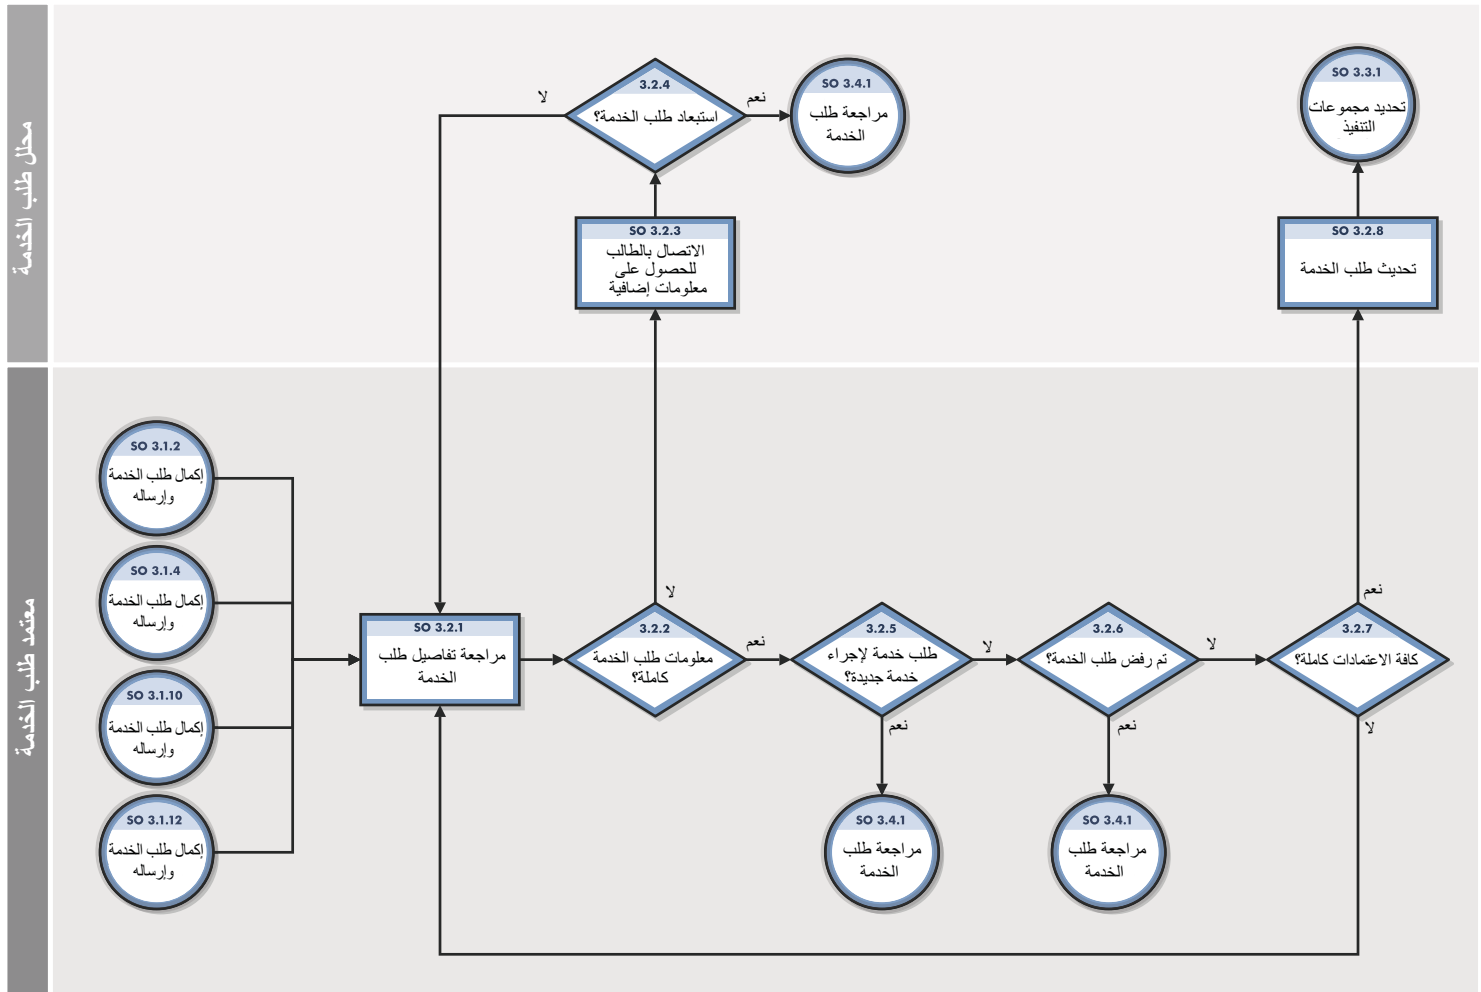 محلل طلب الخدمة
3.2.4
استبعاد طلب الخدمة؟
لا
نعم
SO 3.4.1
مراجعة طلب
الخدمة
SO 3.3.1
تحديد مجموعات
التنفيذ
SO 3.2.3
الاتصال بالطالب
للحصول على
معلومات إضافية
SO 3.2.8
تحديث طلب الخدمة
معتمد طلب الخدمة
SO 3.1.2
إكمال طلب الخدمة
وإرساله
SO 3.1.4
إكمال طلب الخدمة
وإرساله
SO 3.1.10
إكمال طلب الخدمة
وإرساله
SO 3.1.12
إكمال طلب الخدمة
وإرساله
SO 3.2.1
مراجعة تفاصيل طلب
الخدمة
لا
3.2.2
معلومات طلب الخدمة
كاملة؟
نعم
3.2.5
طلب خدمة لإجراء
خدمة جديدة؟
لا
نعم
SO 3.4.1
مراجعة طلب
الخدمة
3.2.6
تم رفض طلب الخدمة؟
لا
نعم
SO 3.4.1
مراجعة طلب
الخدمة
نعم
3.2.7
كافة الاعتمادات كاملة؟
لا